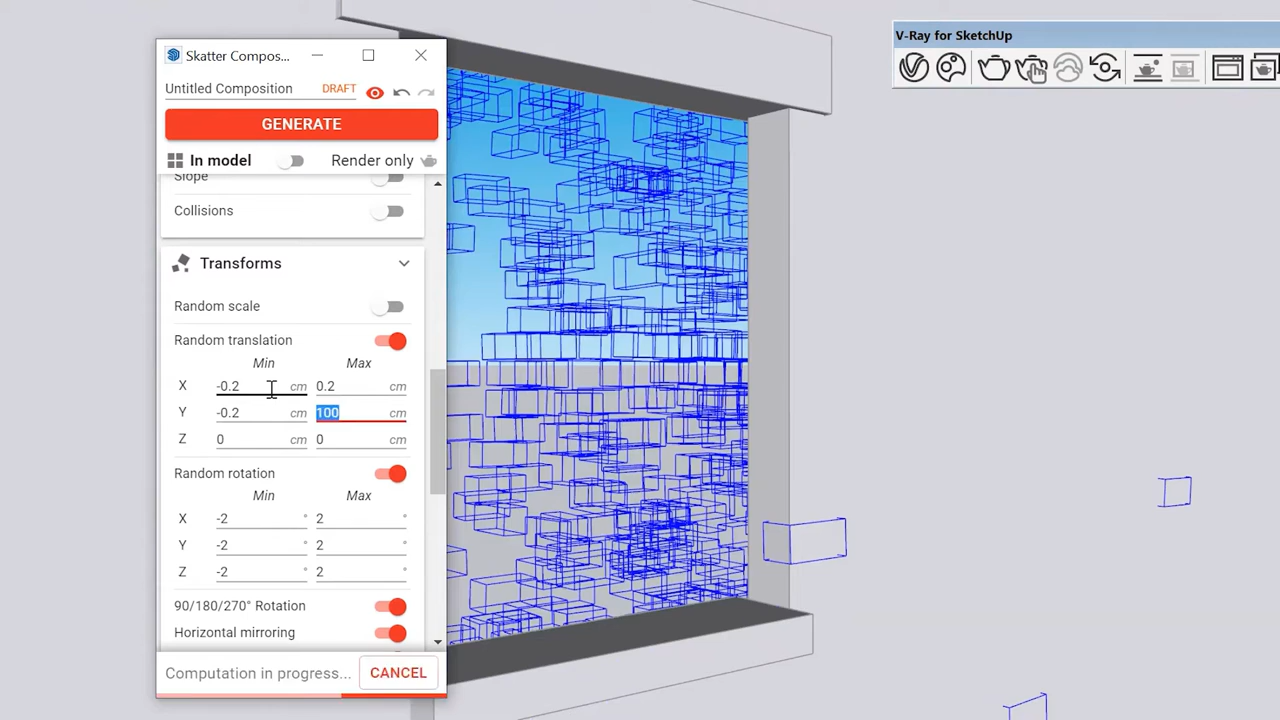 V-Ray for SketchUp
Skatter Compos...
Untitled Composition DRAFT
GENERATE
In model Render only
Slope
Collisions
Transforms
Random scale
Random translation
Min Max
X -0.2 cm 0.2 cm
Y -0.2 cm 100 cm
Z 0 cm 0 cm
Random rotation
Min Max
X -2 ° 2 °
Y -2 ° 2 °
Z -2 ° 2 °
90/180/270° Rotation
Horizontal mirroring
Computation in progress... CANCEL